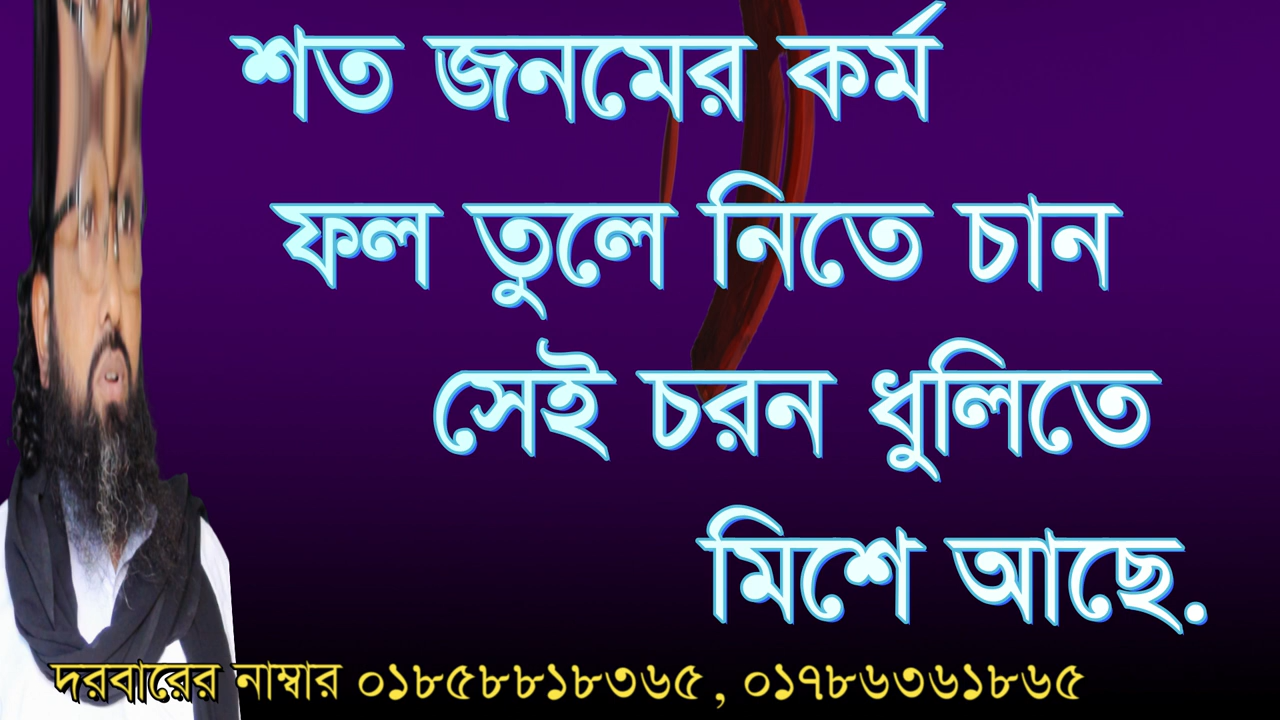 শত জনমের কর্ম
ফল তুলে নিতে চান
সেই চরন ধুলিতে
মিশে আছে.
দরবারের নাম্বার ০১৮৫৮৮১৮৩৬৫, ০১৭৮৬৩৬১৮৬৫